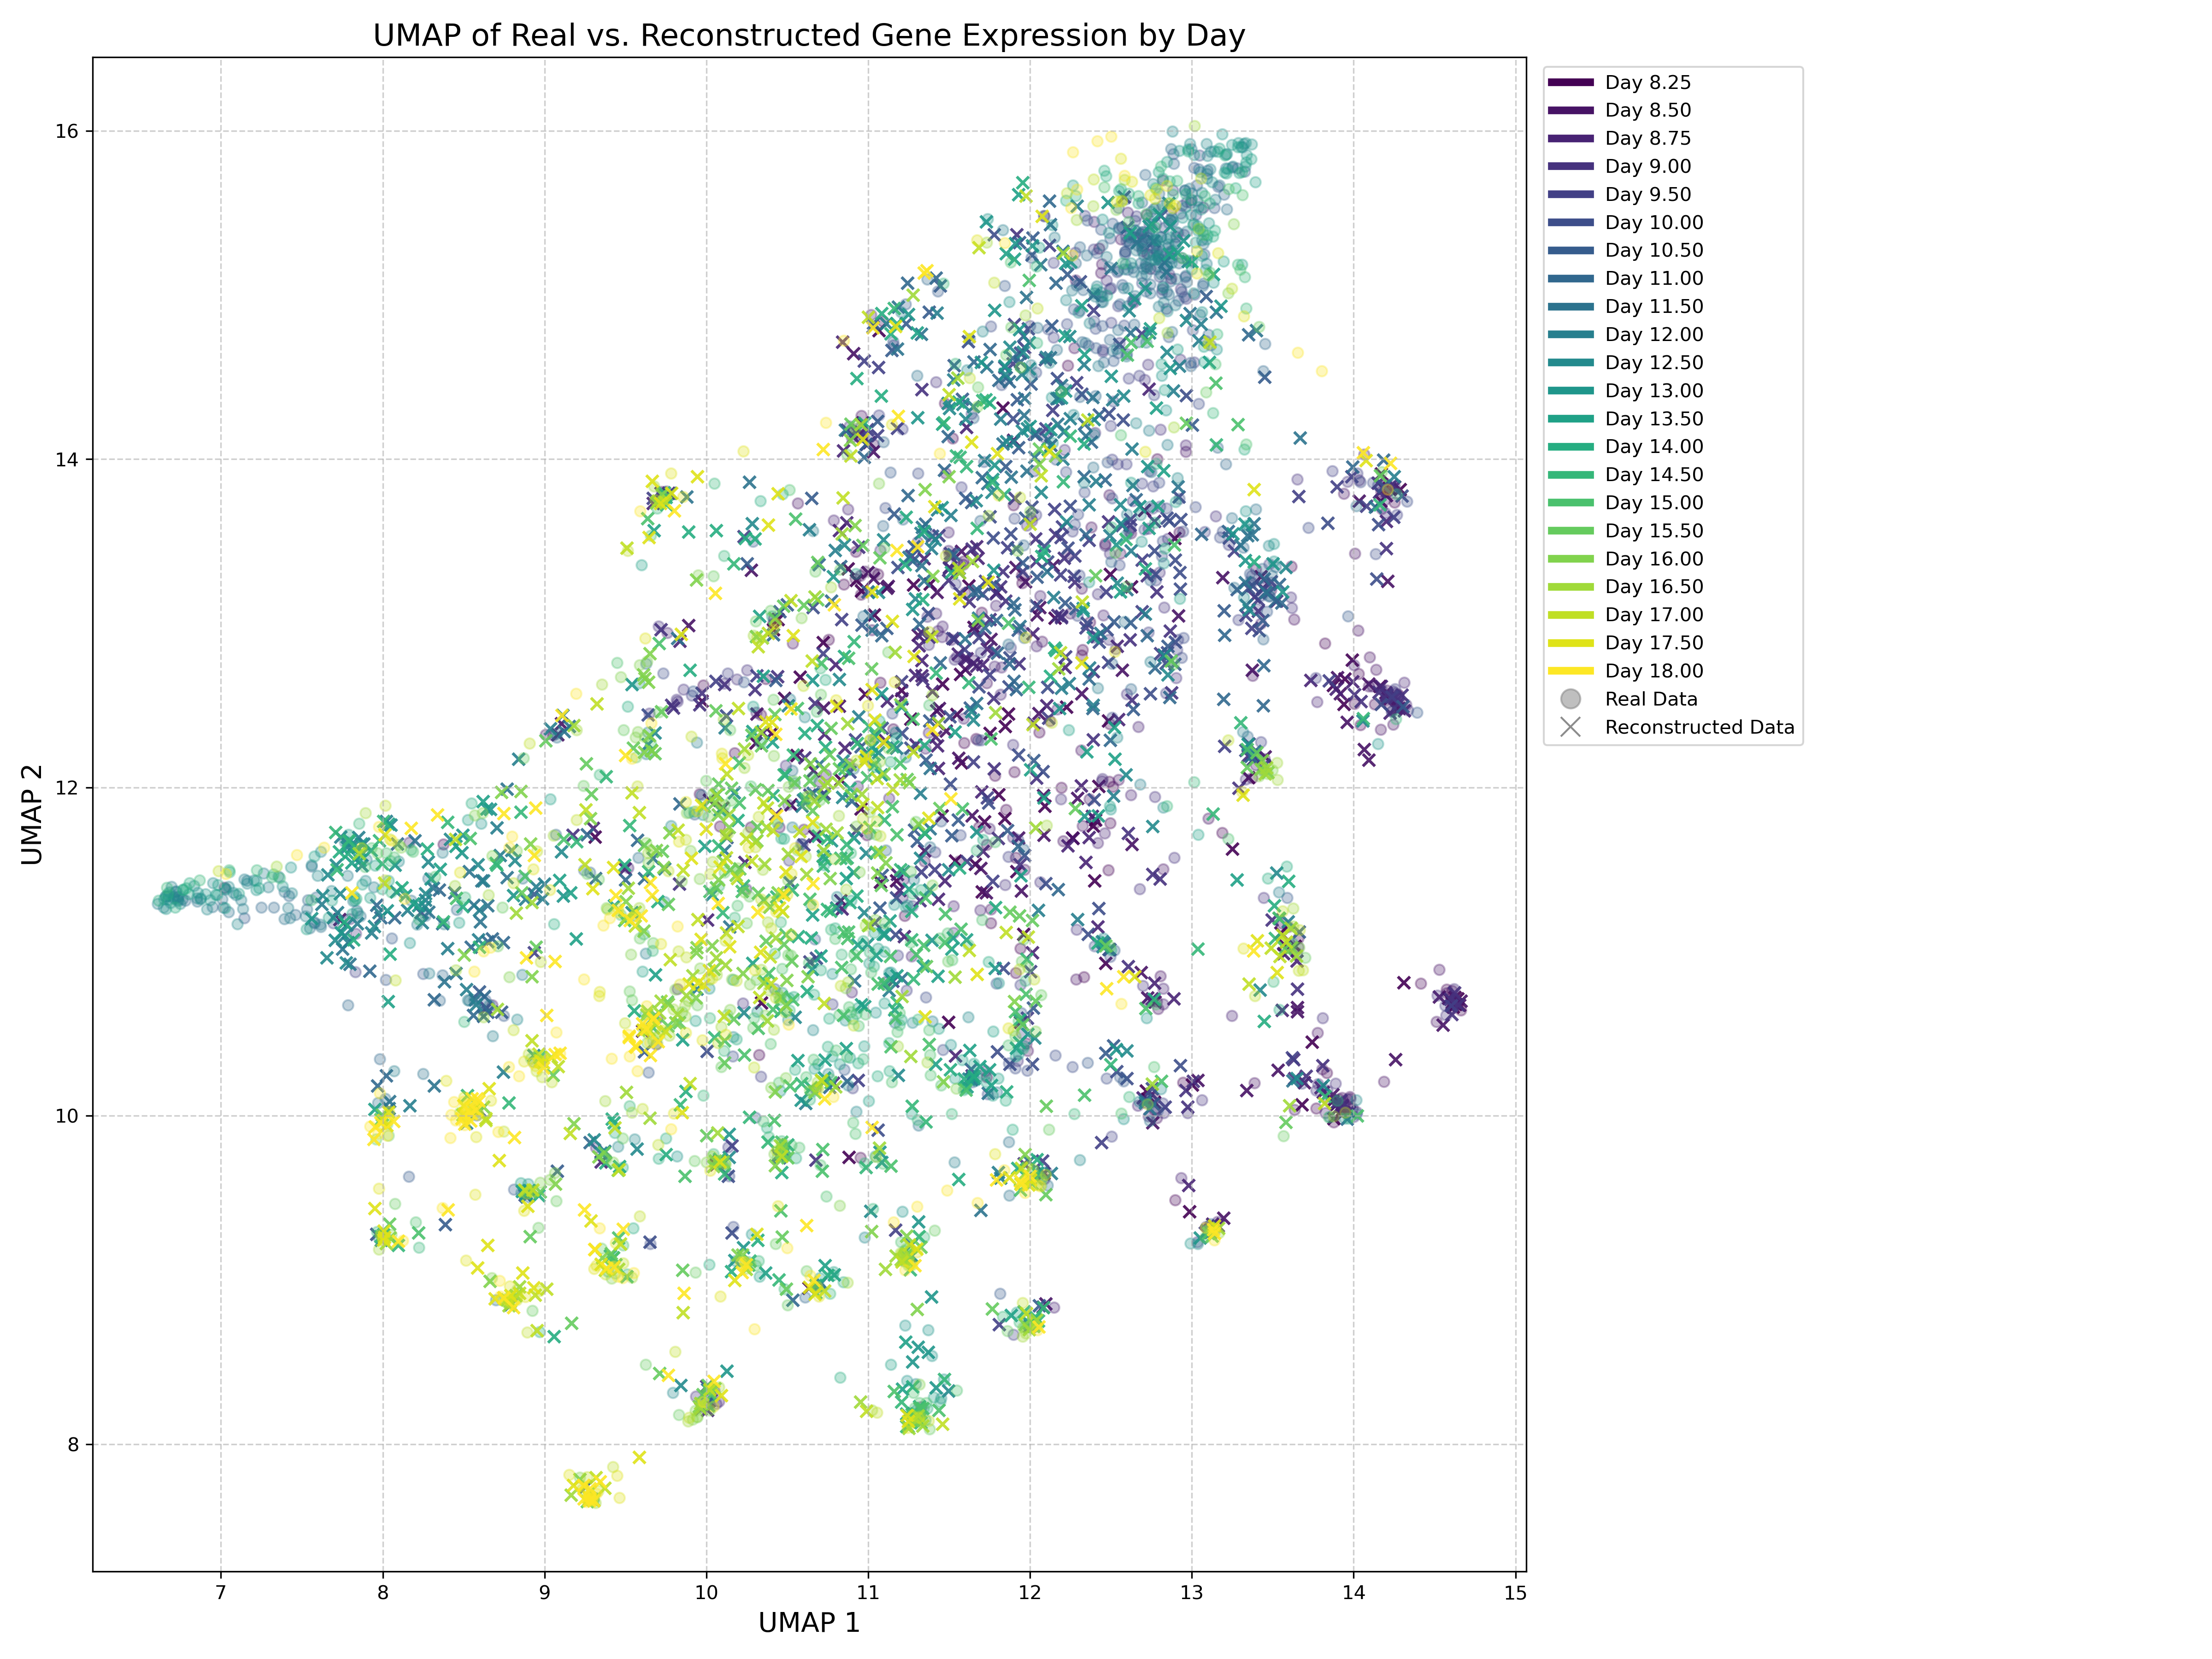 UMAP of Real vs. Reconstructed Gene Expression by Day
16
14
12
10
8
UMAP 2
7 8 9 10 11 12 13 14 15
UMAP 1
Day 8.25
Day 8.50
Day 8.75
Day 9.00
Day 9.50
Day 10.00
Day 10.50
Day 11.00
Day 11.50
Day 12.00
Day 12.50
Day 13.00
Day 13.50
Day 14.00
Day 14.50
Day 15.00
Day 15.50
Day 16.00
Day 16.50
Day 17.00
Day 17.50
Day 18.00
Real Data
Reconstructed Data